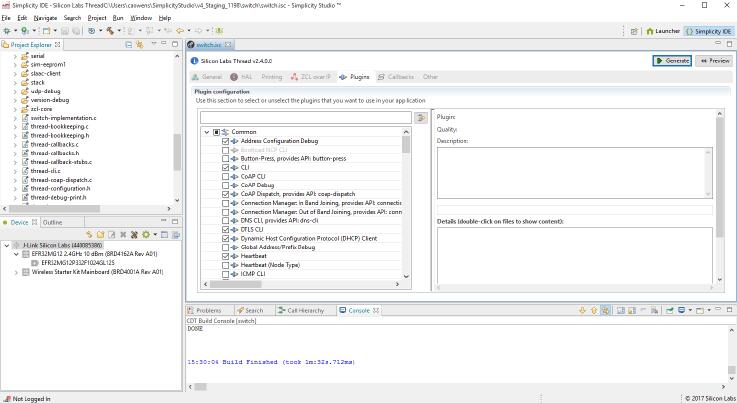 Simplicity IDE - Silicon Labs ThreadC:\Users\caowens\SimplicityStudio\v4_Staging_1198\switch\switch.isc - Simplicity Studio ™
File Edit Navigate Search Project Run Window Help
Launcher Simplicity IDE
Project Explorer
serial
sim-eeprom1
slaac-client
stack
udp-debug
version-debug
zcl-core
switch-implementation.c
thread-bookkeeping.c
thread-bookkeeping.h
thread-callbacks.c
thread-callbacks.h
thread-callback-stubs.c
thread-cli.c
thread-coap-dispatch.c
thread-configuration.h
thread-debug-print.h
Device Outline
J-Link Silicon Labs (440085386)
EFR32MG12 2.4GHz 10 dBm (BRD4162A Rev A01)
EFR32MG12P332F1024GL125
Wireless Starter Kit Mainboard (BRD4001A Rev A01)
switch.isc
Silicon Labs Thread v2.4.0.0
Generate Preview
General HAL Printing ZCL over IP Plugins Callbacks Other
Plugin configuration
Use this section to select or unselect the plugins that you want to use in your application
Common
Address Configuration Debug
Bootload NCP CLI
Button-Press, provides API: button-press
CLI
CoAP CLI
CoAP Debug
CoAP Dispatch, provides API: coap-dispatch
Connection Manager: In Band Joining, provides API: connectic
Connection Manager: Out of Band Joining, provides API: conn
DNS CLI, provides API: dns-cli
DTLS CLI
Dynamic Host Configuration Protocol (DHCP) Client
Global Address/Prefix Debug
Heartbeat
Heartbeat (Node Type)
ICMP CLI
Plugin:
Quality:
Description:
Details (double-click on files to show content):
Problems Search Call Hierarchy Console
CDT Build Console [switch]
DONE
15:30:04 Build Finished (took 1m:32s.712ms)
Not Logged In
© 2017 Silicon Labs